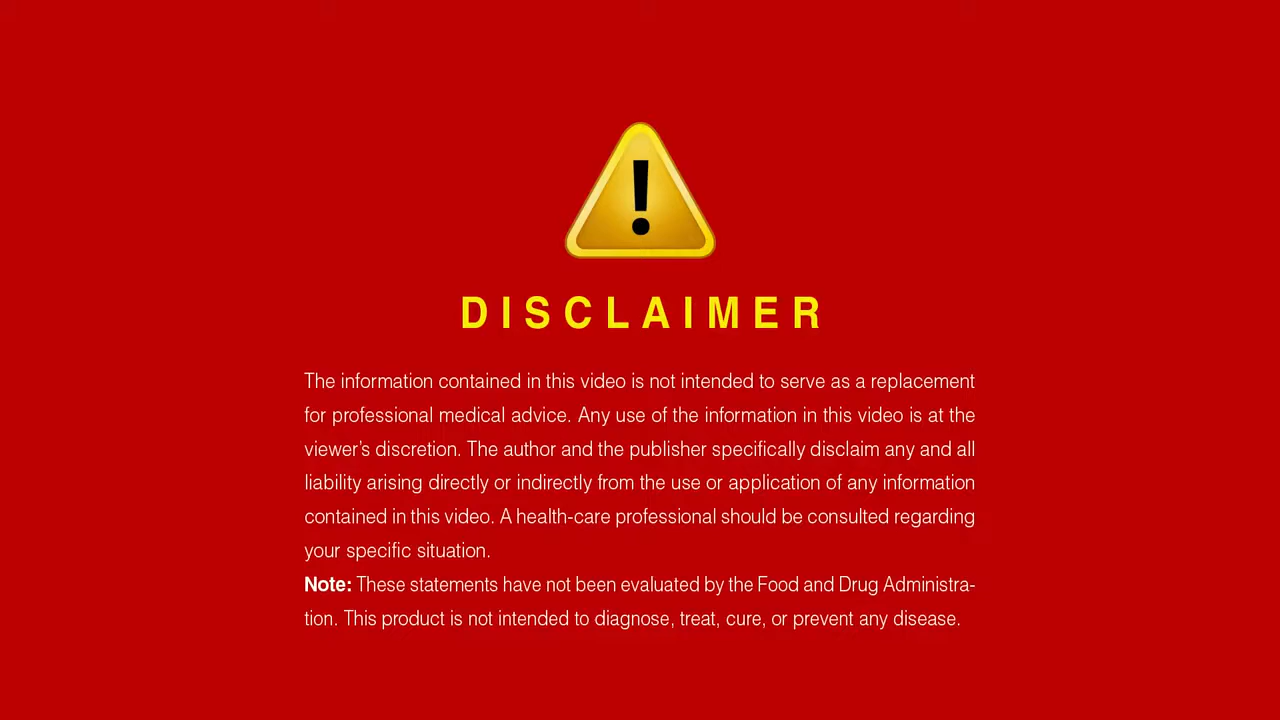 DISCLAIMER
The information contained in this video is not intended to serve as a replacement
for professional medical advice. Any use of the information in this video is at the
viewer's discretion. The author and the publisher specifically disclaim any and all
liability arising directly or indirectly from the use or application of any information
contained in this video. A health-care professional should be consulted regarding
your specific situation.
Note: These statements have not been evaluated by the Food and Drug Administra-
tion. This product is not intended to diagnose, treat, cure, or prevent any disease.